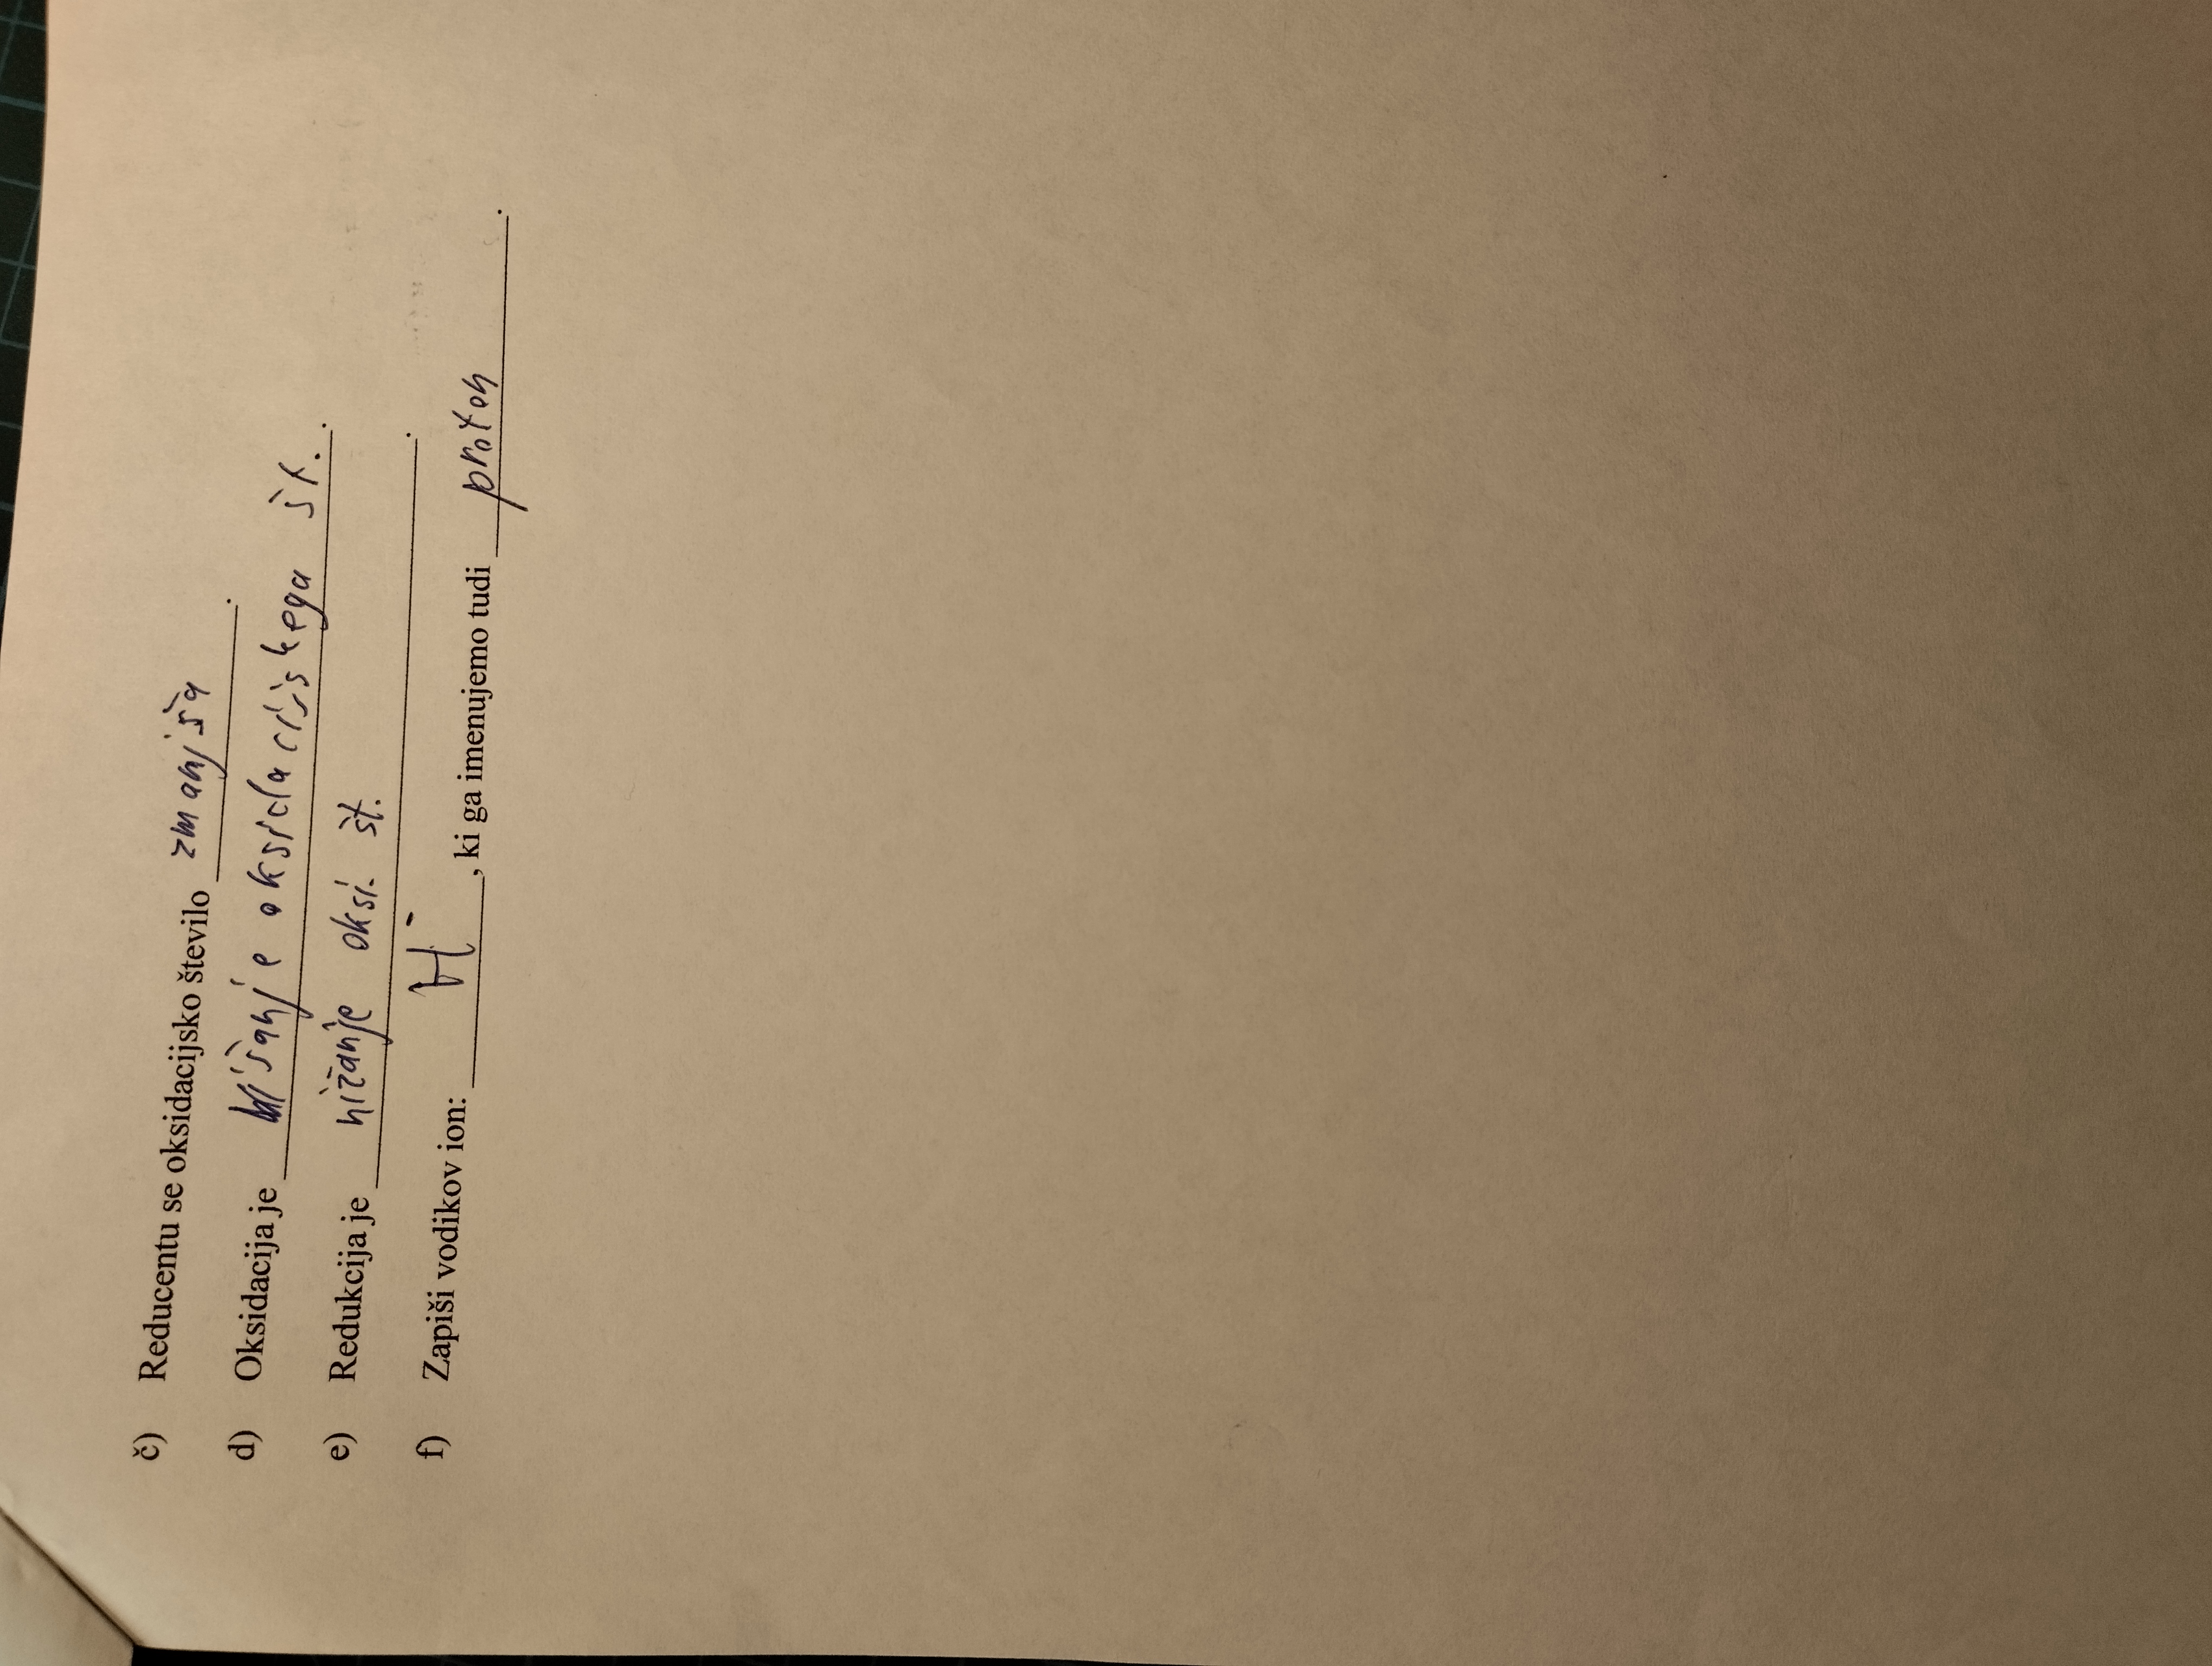 č) Reducentu se oksidacijsko število zmanjša.
d) Oksidacija je višanje oksidacijskega št..
e) Redukcija je nižanje oksi. št.
f) Zapiši vodikov ion: H⁻, ki ga imenujemo tudi proton.